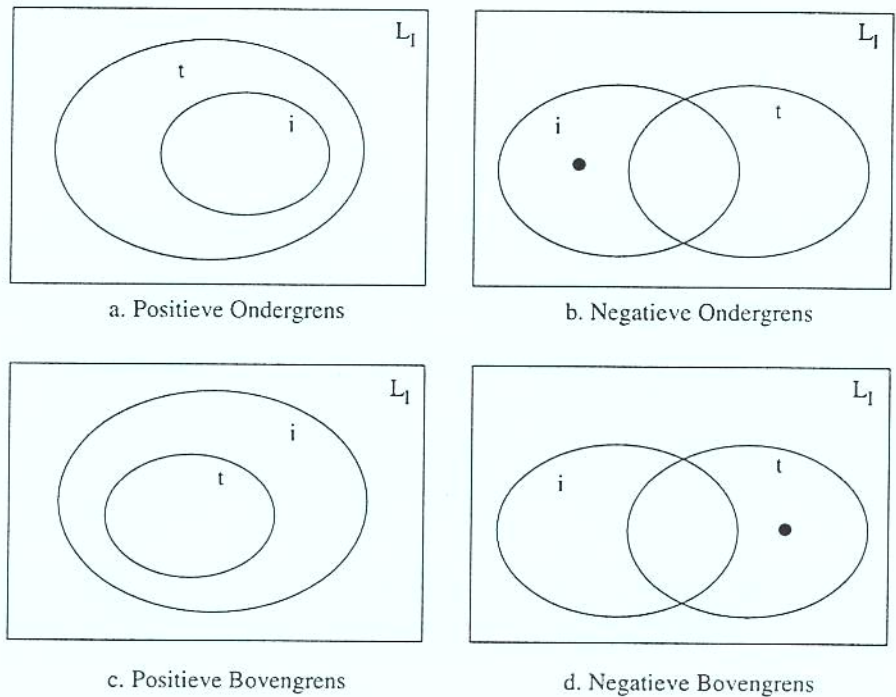 L_I
t
i
a. Positieve Ondergrens
L_I
i
t
b. Negatieve Ondergrens
L_I
i
t
c. Positieve Bovengrens
L_I
i
t
d. Negatieve Bovengrens